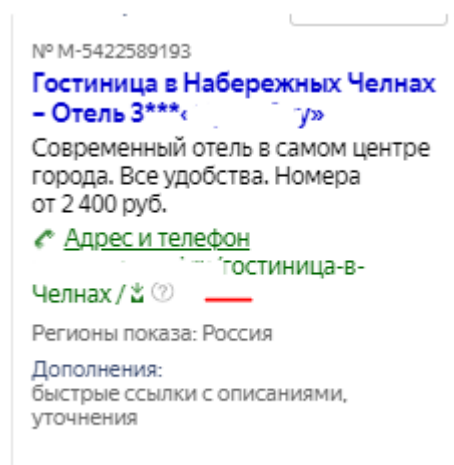 № M-5422589193
Гостиница в Набережных Челнах
– Отель 3***«
у»
Современный отель в самом центре
города. Все удобства. Номера
от 2 400 руб.
Адрес и телефон
гостиница-в-
Челнах /
Регионы показа: Россия
Дополнения:
быстрые ссылки с описаниями,
уточнения